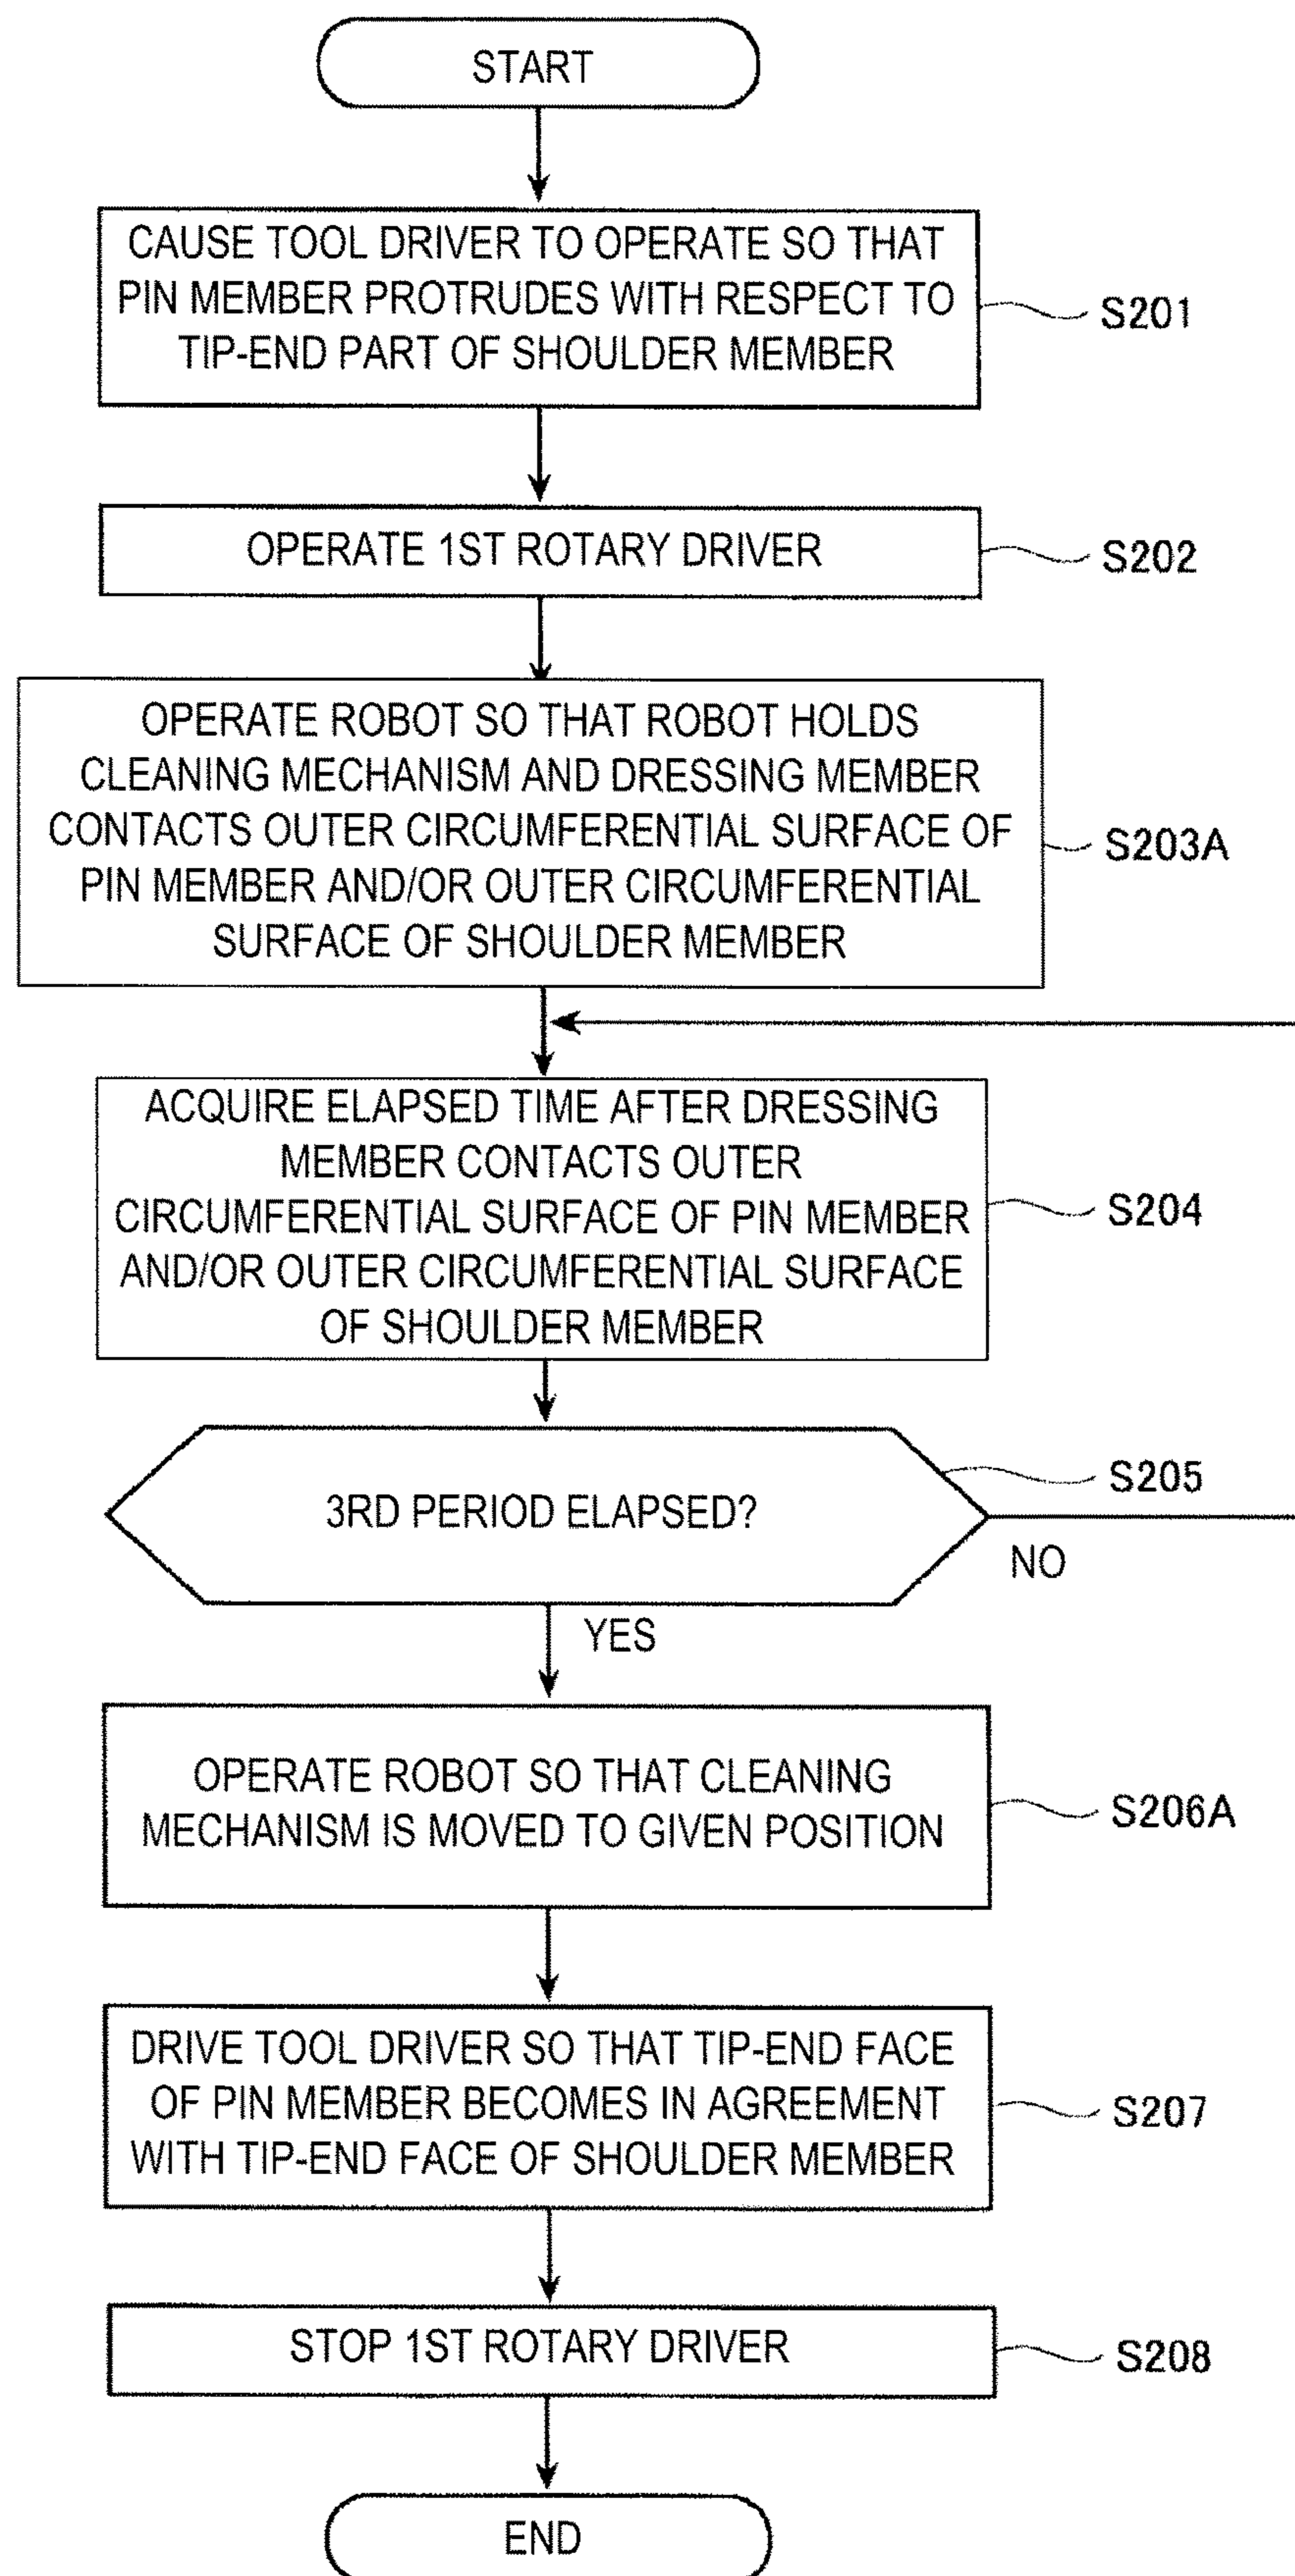 START
CAUSE TOOL DRIVER TO OPERATE SO THAT
PIN MEMBER PROTRUDES WITH RESPECT TO
TIP-END PART OF SHOULDER MEMBER
S201
OPERATE 1ST ROTARY DRIVER
S202
OPERATE ROBOT SO THAT ROBOT HOLDS
CLEANING MECHANISM AND DRESSING MEMBER
CONTACTS OUTER CIRCUMFERENTIAL SURFACE OF
PIN MEMBER AND/OR OUTER CIRCUMFERENTIAL
SURFACE OF SHOULDER MEMBER
S203A
ACQUIRE ELAPSED TIME AFTER DRESSING
MEMBER CONTACTS OUTER
CIRCUMFERENTIAL SURFACE OF PIN MEMBER
AND/OR OUTER CIRCUMFERENTIAL SURFACE
OF SHOULDER MEMBER
S204
3RD PERIOD ELAPSED?
S205
NO
YES
OPERATE ROBOT SO THAT CLEANING
MECHANISM IS MOVED TO GIVEN POSITION
S206A
DRIVE TOOL DRIVER SO THAT TIP-END FACE
OF PIN MEMBER BECOMES IN AGREEMENT
WITH TIP-END FACE OF SHOULDER MEMBER
S207
STOP 1ST ROTARY DRIVER
S208
END